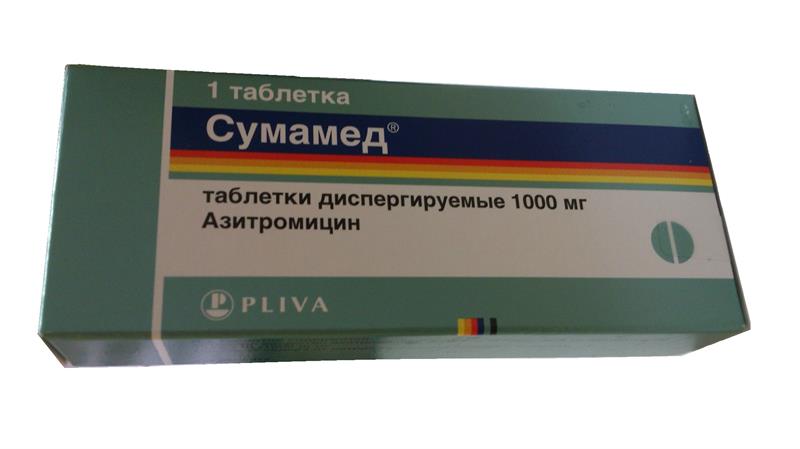 1 таблетка
Сумамед®
таблетки диспергируемые 1000 мг
Азитромицин
PLIVA